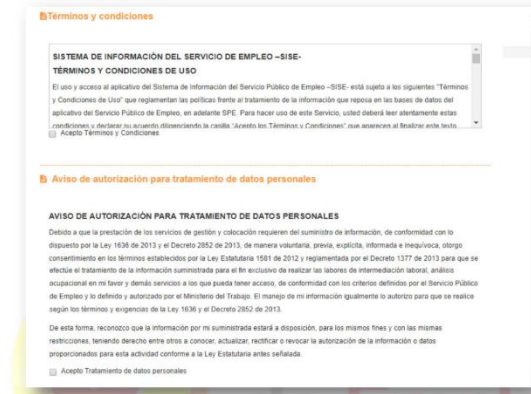 Términos y condiciones
SISTEMA DE INFORMACIÓN DEL SERVICIO DE EMPLEO –SISE-
TÉRMINOS Y CONDICIONES DE USO
El uso y acceso al aplicativo del Sistema de Información del Servicio Público de Empleo –SISE- está sujeto a los siguientes "Términos
y Condiciones de Uso" que reglamentan las políticas frente al tratamiento de la información que reposa en las bases de datos del
aplicativo del Servicio Público de Empleo, en adelante SPE. Para hacer uso de este Servicio, usted deberá leer atentamente estas
condiciones y declarar su acuerdo diligenciando la casilla "Acepto los Términos y Condiciones" que aparecen al finalizar este texto.
Acepto Términos y Condiciones
Aviso de autorización para tratamiento de datos personales
AVISO DE AUTORIZACIÓN PARA TRATAMIENTO DE DATOS PERSONALES
Debido a que la prestación de los servicios de gestión y colocación requieren del suministro de información, de conformidad con lo
dispuesto por la Ley 1636 de 2013 y el Decreto 2852 de 2013, de manera voluntaria, previa, explícita, informada e inequívoca, otorgo
consentimiento en los términos establecidos por la Ley Estatutaria 1581 de 2012 y reglamentada por el Decreto 1377 de 2013 para que se
efectúe el tratamiento de la información suministrada para el fin exclusivo de realizar las labores de intermediación laboral, análisis
ocupacional en mi favor y demás servicios a los que pueda tener acceso, de conformidad con los criterios definidos por el Servicio Público
de Empleo y lo definido y autorizado por el Ministerio del Trabajo. El manejo de mi información igualmente lo autorizo para que se realice
según los términos y exigencias de la Ley 1636 y el Decreto 2852 de 2013.
De esta forma, reconozco que la información por mi suministrada estará a disposición, para los mismos fines y con las mismas
restricciones, teniendo derecho entre otros a conocer, actualizar, rectificar o revocar la autorización de la información o datos
proporcionados para esta actividad conforme a la Ley Estatutaria antes señalada.
Acepto Tratamiento de datos personales